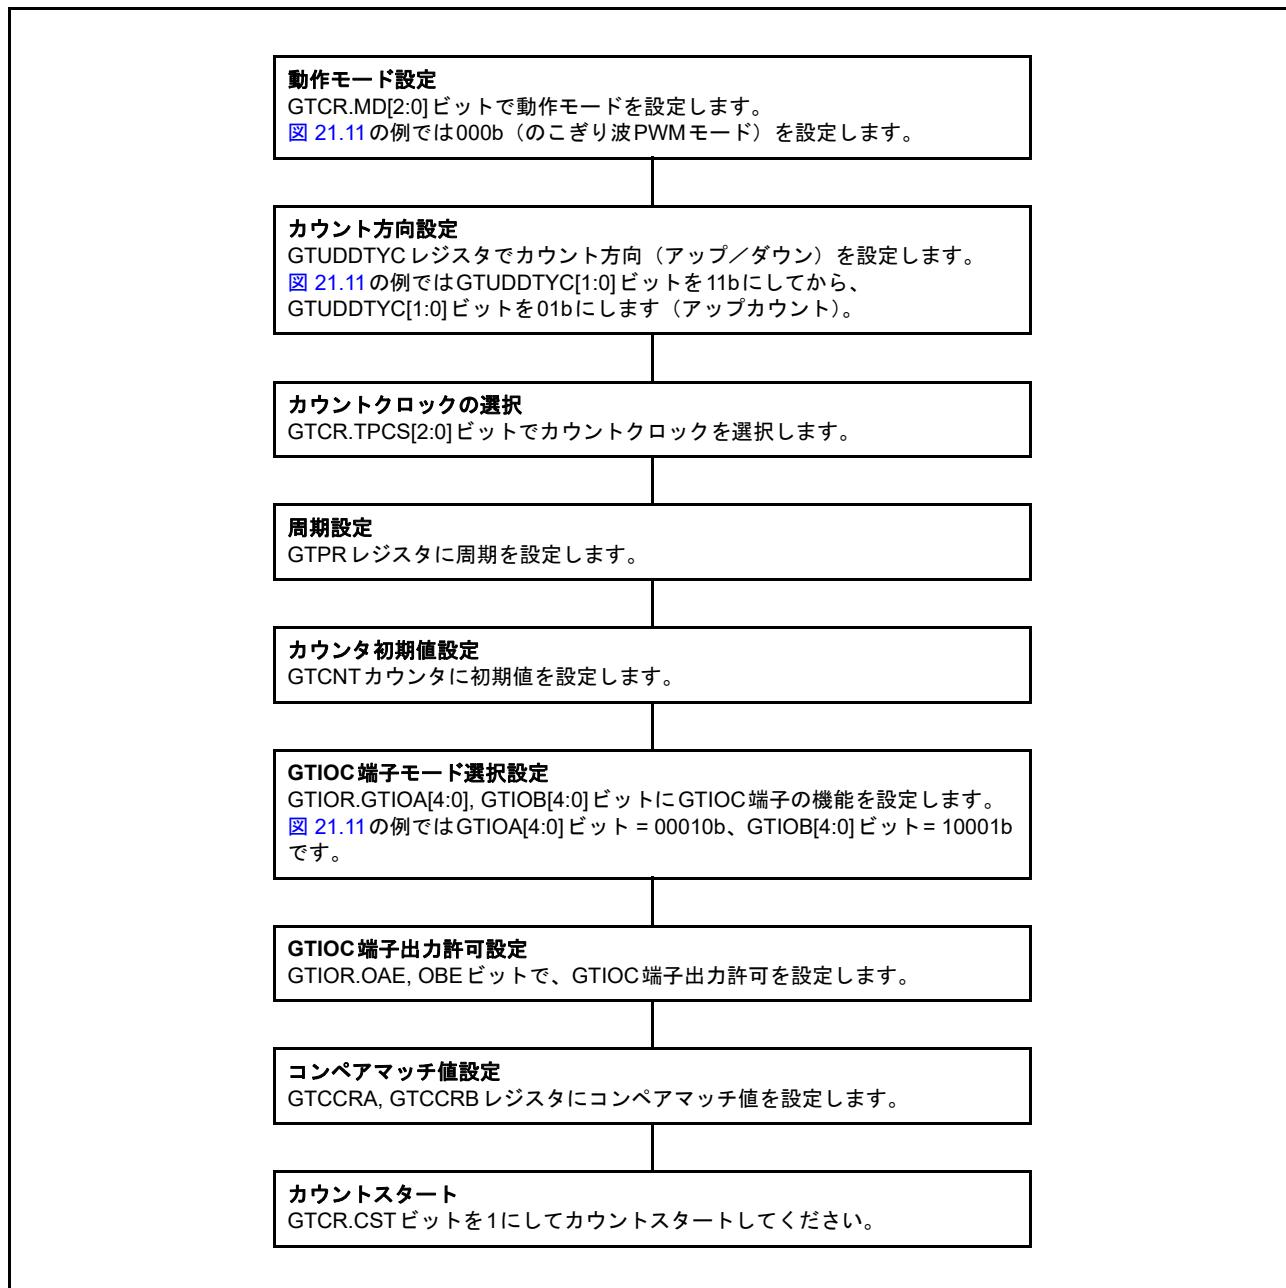 動作モード設定
GTCR.MD[2:0]ビットで動作モードを設定します。
図 21.11の例では000b（のこぎり波PWMモード）を設定します。
カウント方向設定
GTUDDTYCレジスタでカウント方向（アップ／ダウン）を設定します。
図 21.11の例ではGTUDDTYC[1:0]ビットを11bにしてから、
GTUDDTYC[1:0]ビットを01bにします（アップカウント）。
カウントクロックの選択
GTCR.TPCS[2:0]ビットでカウントクロックを選択します。
周期設定
GTPRレジスタに周期を設定します。
カウンタ初期値設定
GTCNTカウンタに初期値を設定します。
GTIOC端子モード選択設定
GTIOR.GTIOA[4:0], GTIOB[4:0]ビットにGTIOC端子の機能を設定します。
図 21.11の例ではGTIOA[4:0]ビット = 00010b、GTIOB[4:0]ビット= 10001b
です。
GTIOC端子出力許可設定
GTIOR.OAE, OBEビットで、GTIOC端子出力許可を設定します。
コンペアマッチ値設定
GTCCRA, GTCCRBレジスタにコンペアマッチ値を設定します。
カウントスタート
GTCR.CSTビットを1にしてカウントスタートしてください。